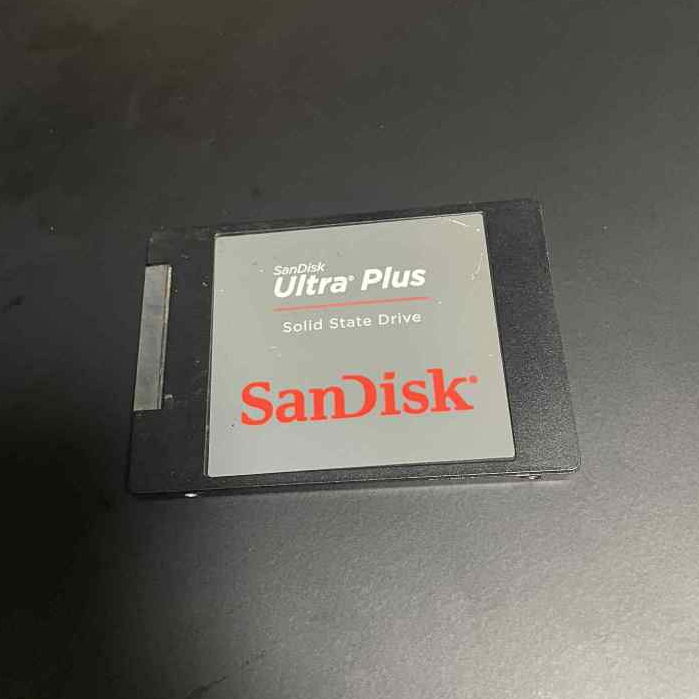 SanDisk
Ultra® Plus
Solid State Drive
SanDisk®